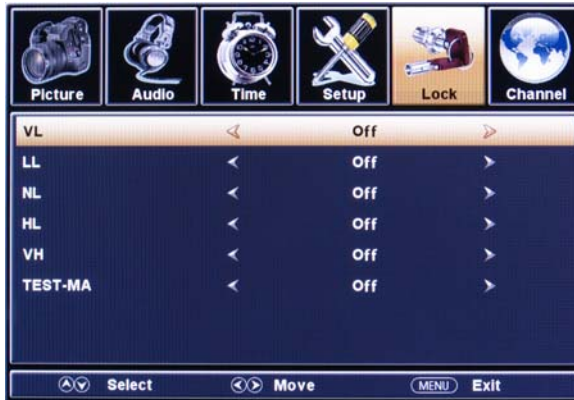 Picture Audio Time Setup Lock Channel
VL Off
LL Off
NL Off
HL Off
VH Off
TEST-MA Off
Select Move MENU Exit